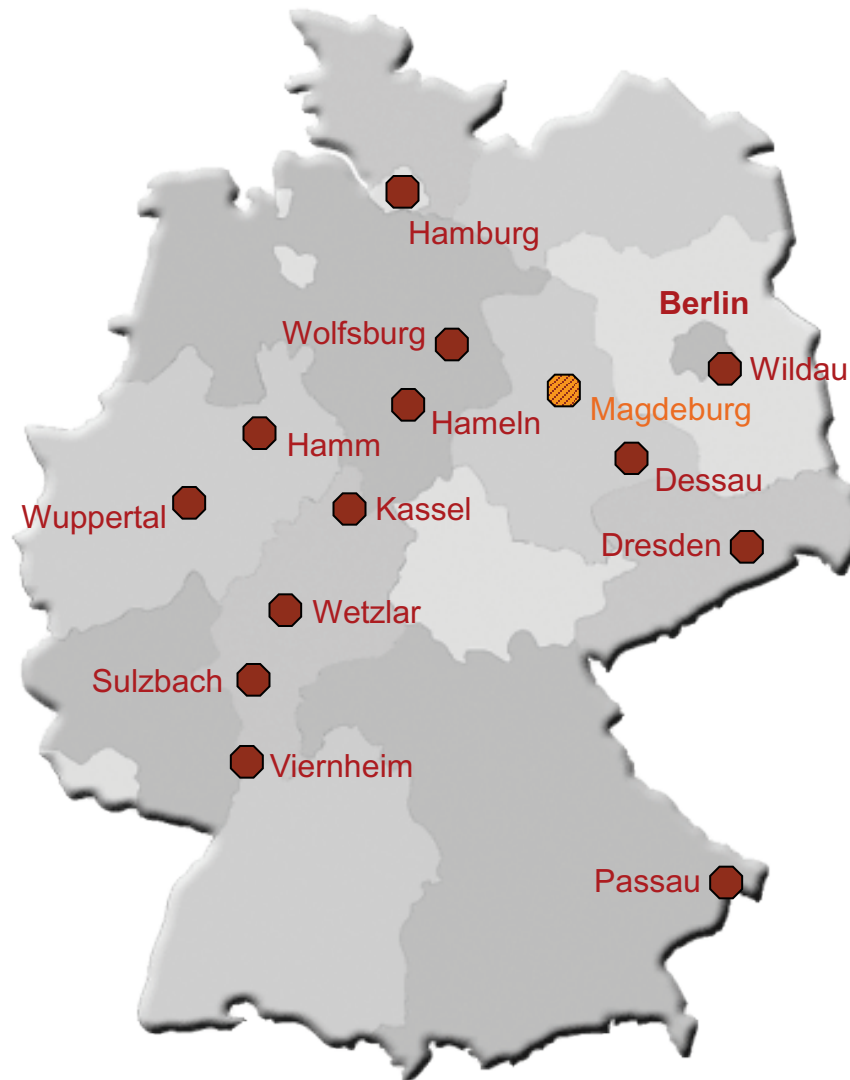 Hamburg
Berlin
Wolfsburg
Wildau
Magdeburg
Hameln
Hamm
Dessau
Kassel
Wuppertal
Dresden
Wetzlar
Sulzbach
Viernheim
Passau